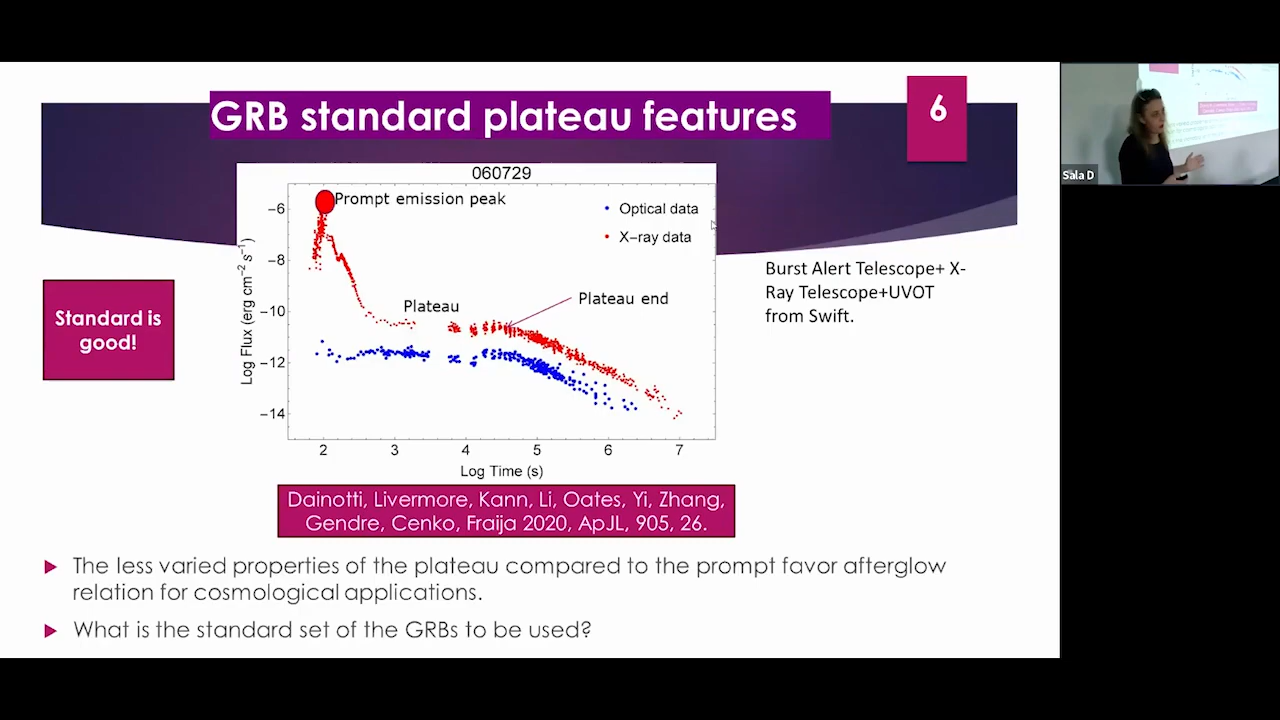 GRB standard plateau features
6
060729
Prompt emission peak
Optical data
X-ray data
Plateau
Plateau end
Log Flux (erg cm⁻² s⁻¹)
−6
−8
−10
−12
−14
2 3 4 5 6 7
Log Time (s)
Standard is
good!
Burst Alert Telescope+ X-
Ray Telescope+UVOT
from Swift.
Dainotti, Livermore, Kann, Li, Oates, Yi, Zhang,
Gendre, Cenko, Fraija 2020, ApJL, 905, 26.
The less varied properties of the plateau compared to the prompt favor afterglow
relation for cosmological applications.
What is the standard set of the GRBs to be used?
Sala D